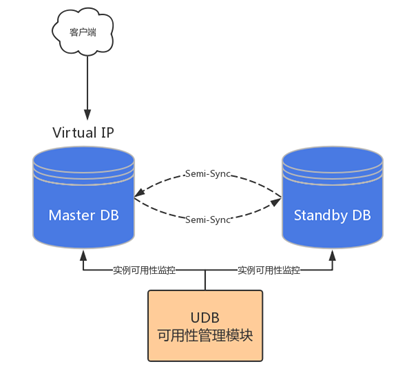 客户端
Virtual IP
Semi-Sync
Master DB
Standby DB
Semi-Sync
实例可用性监控
实例可用性监控
UDB
可用性管理模块